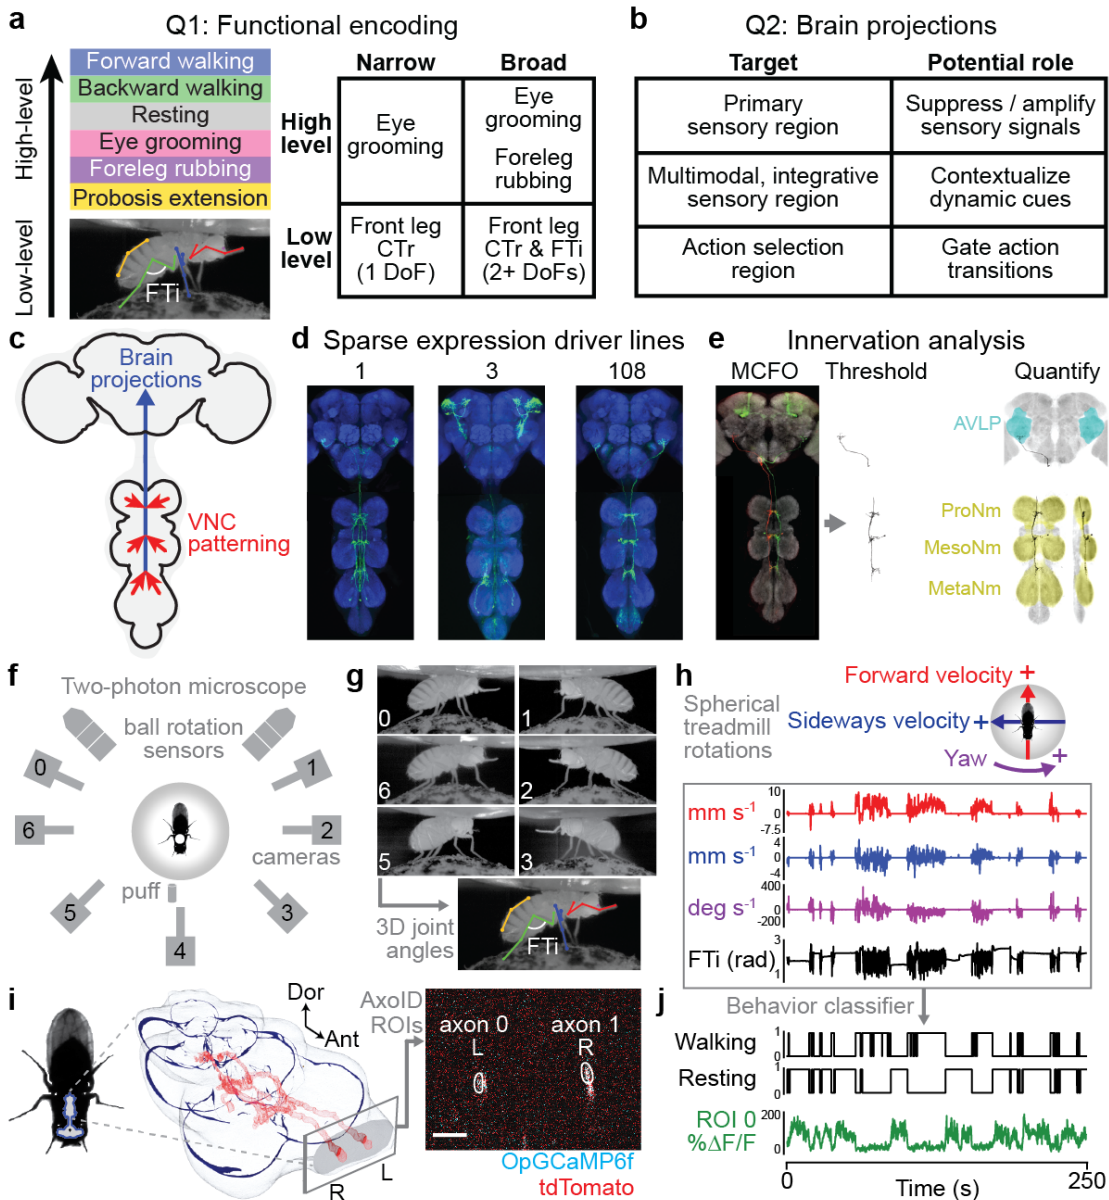 a
Q1: Functional encoding
High-level
Low-level
Forward walking
Backward walking
Resting
Eye grooming
Foreleg rubbing
Probosis extension
FTi
Narrow
Broad
High
level
Eye
grooming
Eye
grooming
Foreleg
rubbing
Low
level
Front leg
CTr
(1 DoF)
Front leg
CTr & FTi
(2+ DoFs)
b
Q2: Brain projections
Target
Potential role
Primary
sensory region
Suppress / amplify
sensory signals
Multimodal, integrative
sensory region
Contextualize
dynamic cues
Action selection
region
Gate action
transitions
c
Brain
projections
VNC
patterning
d
Sparse expression driver lines
1
3
108
e
Innervation analysis
MCFO
Threshold
Quantify
AVLP
ProNm
MesoNm
MetaNm
f
Two-photon microscope
ball rotation
sensors
0
1
6
2
cameras
puff
5
3
4
g
0
1
6
2
5
3
3D joint
angles
FTi
h
Forward velocity
+
Spherical
treadmill
rotations
Sideways velocity
+
Yaw
+
mm s-1
10
0
-7.5
mm s-1
4
0
-4
deg s-1
400
0
-200
FTi (rad)
3
1
i
Dor
Ant
R
L
AxoID
ROIs
axon 0
L
axon 1
R
OpGCaMP6f
tdTomato
Behavior classifier
j
Walking
1
0
Resting
1
0
ROI 0
%ΔF/F
200
0
0
250
Time (s)